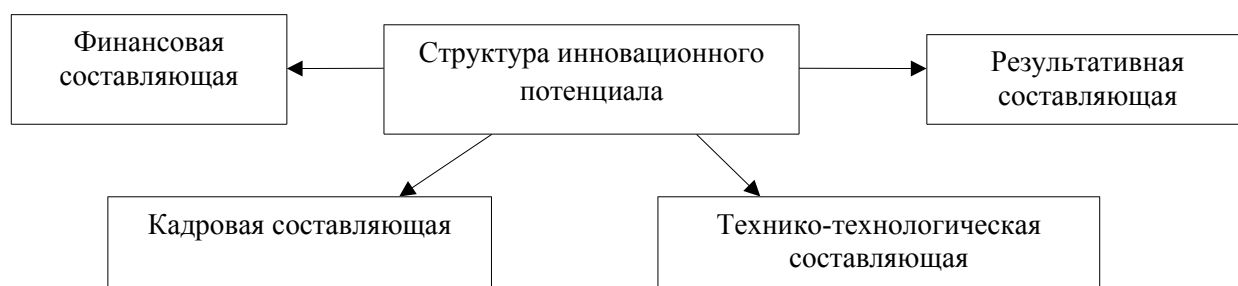 Финансовая
составляющая
Структура инновационного
потенциала
Результативная
составляющая
Кадровая составляющая
Технико-технологическая
составляющая